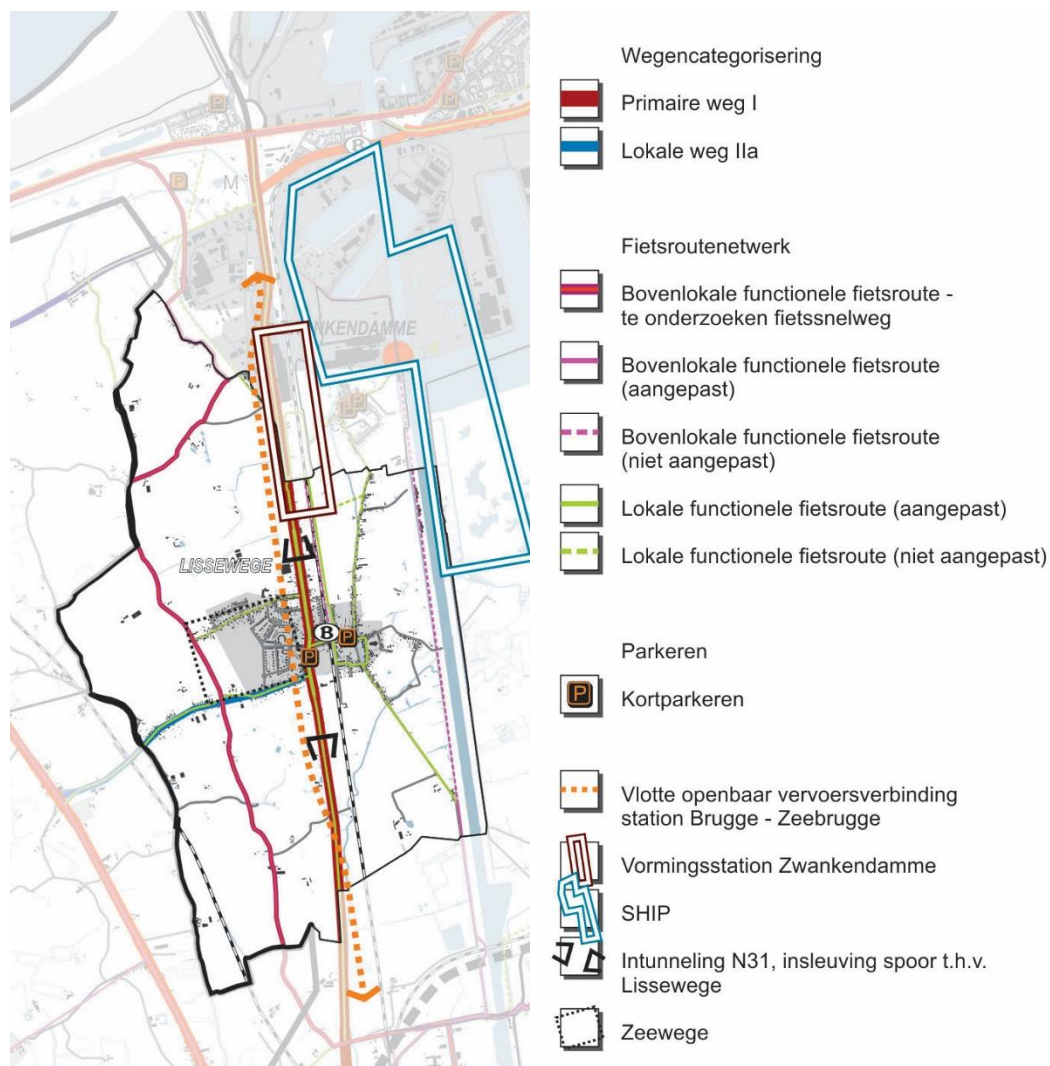 P
P
P
B
P
M
NKENDAMME
P
P
LISSEWEGE
B
P
P
Wegencategorisering
Primaire weg I
Lokale weg IIa
Fietsroutenetwerk
Bovenlokale functionele fietsroute -
te onderzoeken fietssnelweg
Bovenlokale functionele fietsroute
(aangepast)
Bovenlokale functionele fietsroute
(niet aangepast)
Lokale functionele fietsroute (aangepast)
Lokale functionele fietsroute (niet aangepast)
Parkeren
P
Kortparkeren
Vlotte openbaar vervoersverbinding
station Brugge - Zeebrugge
Vormingsstation Zwankendamme
SHIP
Intunneling N31, insleuving spoor t.h.v.
Lissewege
Zeewege